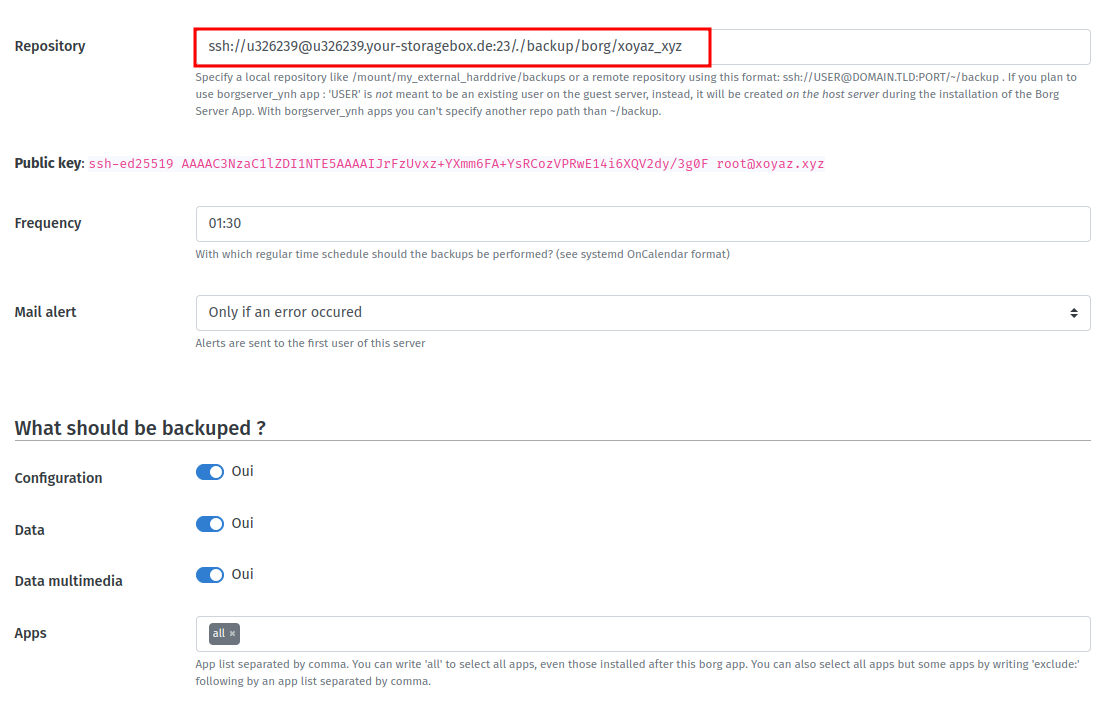 Repository
ssh://u326239@u326239.your-storagebox.de:23/./backup/borg/xoyaz_xyz
Specify a local repository like /mount/my_external_harddrive/backups or a remote repository using this format: ssh://USER@DOMAIN.TLD:PORT/~/backup . If you plan to
use borgserver_ynh app : 'USER' is not meant to be an existing user on the guest server, instead, it will be created on the host server during the installation of the Borg
Server App. With borgserver_ynh apps you can't specify another repo path than ~/backup.
Public key: ssh-ed25519 AAAAC3NzaC1lZDI1NTE5AAAAIJrFzUvxz+YXmm6FA+YsRCozVPRwE14i6XQV2dy/3g0F root@xoyaz.xyz
Frequency
01:30
With which regular time schedule should the backups be performed? (see systemd OnCalendar format)
Mail alert
Only if an error occured
Alerts are sent to the first user of this server
What should be backuped ?
Configuration
Oui
Data
Oui
Data multimedia
Oui
Apps
all ×
App list separated by comma. You can write 'all' to select all apps, even those installed after this borg app. You can also select all apps but some apps by writing 'exclude:'
following by an app list separated by comma.